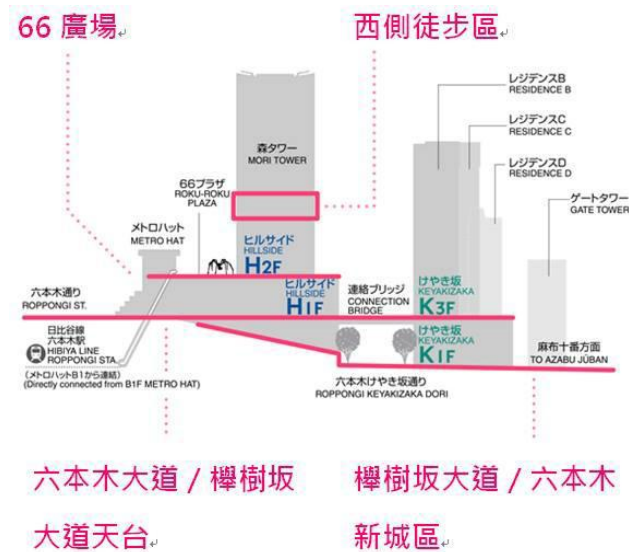 66 廣場
西側徒步區
レジデンスB
RESIDENCE B
レジデンスC
RESIDENCE C
森タワー
MORI TOWER
レジデンスD
RESIDENCE D
66プラザ
ROKU-ROKU
PLAZA
ゲートタワー
GATE TOWER
メトロハット
METRO HAT
ヒルサイド
HILLSIDE
H2F
六本木通り
ROPPONGI ST.
ヒルサイド
HILLSIDE
H1F
連絡ブリッジ
CONNECTION
BRIDGE
けやき坂
KEYAKIZAKA
K3F
日比谷線
六本木駅
HIBIYA LINE
ROPPONGI STA.
(メトロハットB1から連結)
(Directly connected from B1F METRO HAT)
けやき坂
KEYAKIZAKA
K1F
麻布十番方面
TO AZABU JŪBAN
六本木けやき坂通り
ROPPONGI KEYAKIZAKA DORI
六本木大道 / 櫸樹坂
大道天台
櫸樹坂大道 / 六本木
新城區